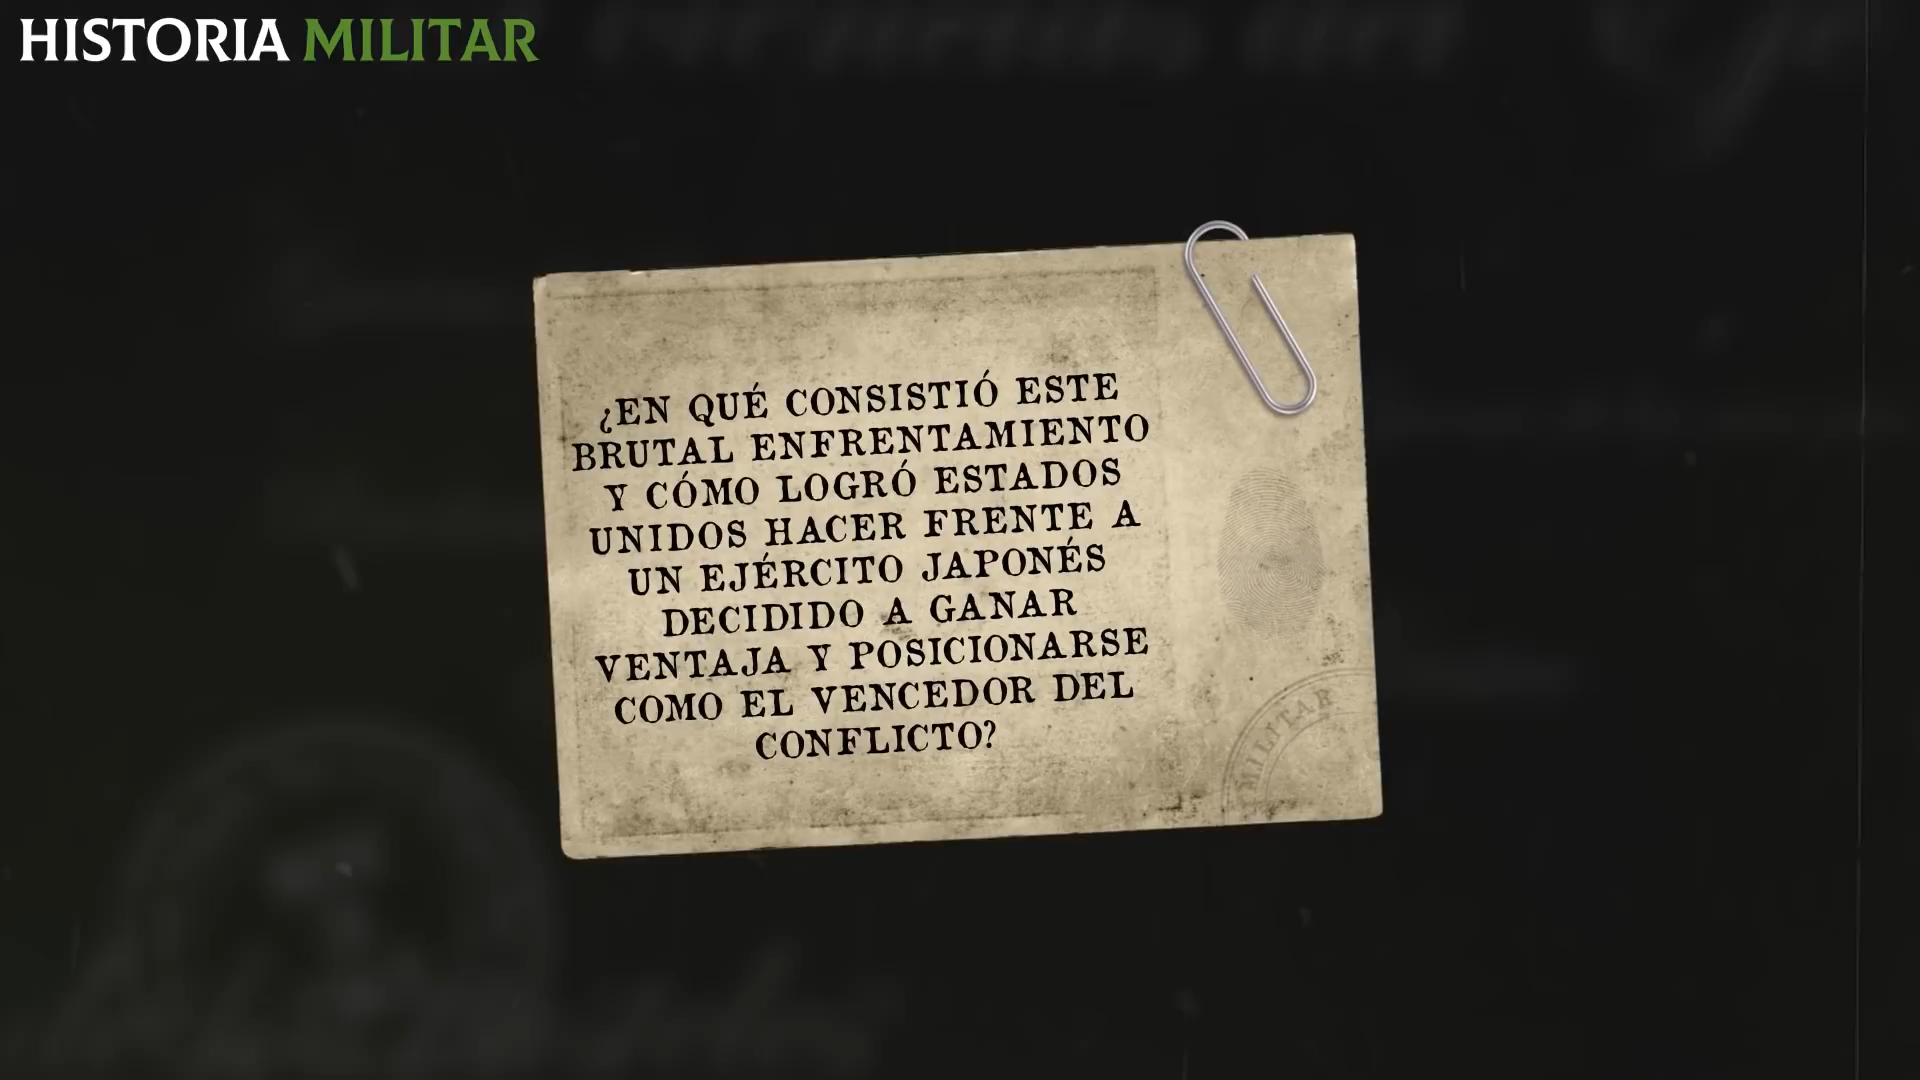 HISTORIA MILITAR
¿EN QUÉ CONSISTIÓ ESTE
BRUTAL ENFRENTAMIENTO
Y CÓMO LOGRÓ ESTADOS
UNIDOS HACER FRENTE A
UN EJÉRCITO JAPONÉS
DECIDIDO A GANAR
VENTAJA Y POSICIONARSE
COMO EL VENCEDOR DEL
CONFLICTO?
MILITAR